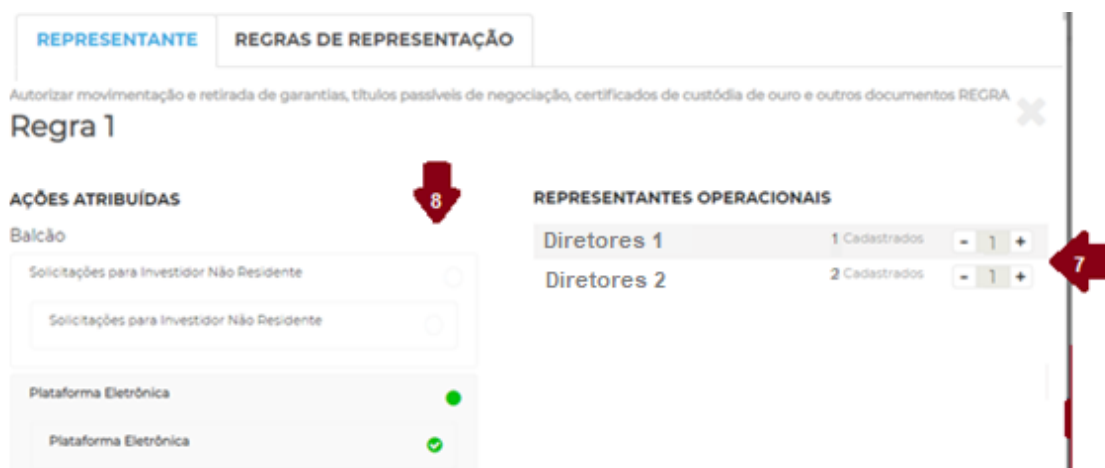 REPRESENTANTE REGRAS DE REPRESENTAÇÃO
Autorizar movimentação e retirada de garantias, títulos passíveis de negociação, certificados de custódia de ouro e outros documentos REGRA
Regra 1
AÇÕES ATRIBUÍDAS
8
Balcão
Solicitações para Investidor Não Residente
Solicitações para Investidor Não Residente
Plataforma Eletrônica
Plataforma Eletrônica
REPRESENTANTES OPERACIONAIS
Diretores 1 1 Cadastrados - 1 +
Diretores 2 2 Cadastrados - 1 +
7